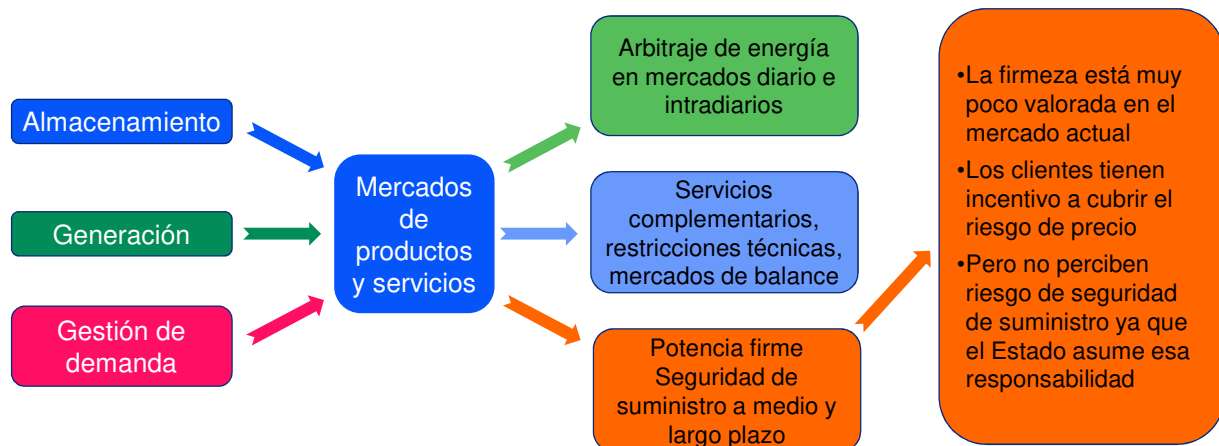 Almacenamiento
Generación
Gestión de
demanda
Mercados
de
productos
y servicios
Arbitraje de energía
en mercados diario e
intradiarios
Servicios
complementarios,
restricciones técnicas,
mercados de balance
Potencia firme
Seguridad de
suministro a medio y
largo plazo
•La firmeza está muy
poco valorada en el
mercado actual
•Los clientes tienen
incentivo a cubrir el
riesgo de precio
•Pero no perciben
riesgo de seguridad
de suministro ya que
el Estado asume esa
responsabilidad